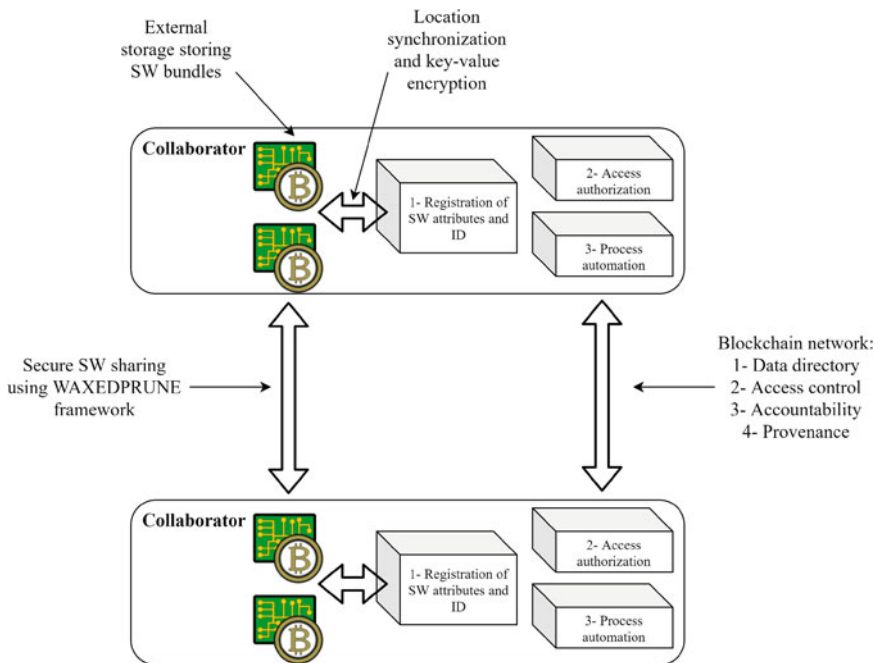 External
storage storing
SW bundles
Location
synchronization
and key-value
encryption
Collaborator
1- Registration of
SW attributes and
ID
2- Access
authorization
3- Process
automation
Secure SW sharing
using WAXEDPRUNE
framework
Blockchain network:
1- Data directory
2- Access control
3- Accountability
4- Provenance
Collaborator
1- Registration of
SW attributes and
ID
2- Access
authorization
3- Process
automation